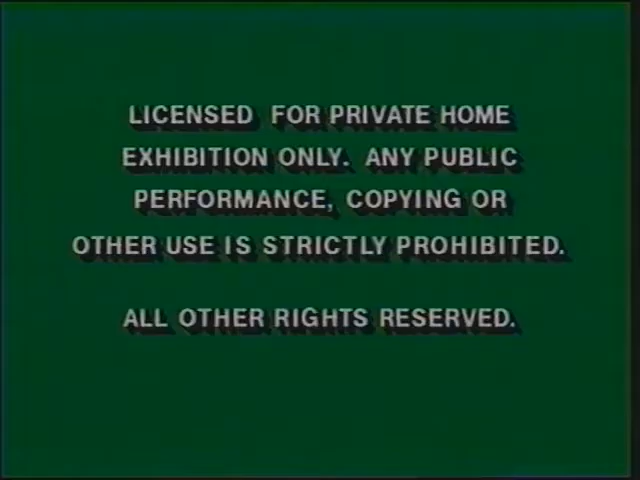 LICENSED FOR PRIVATE HOME
EXHIBITION ONLY. ANY PUBLIC
PERFORMANCE, COPYING OR
OTHER USE IS STRICTLY PROHIBITED.
ALL OTHER RIGHTS RESERVED.